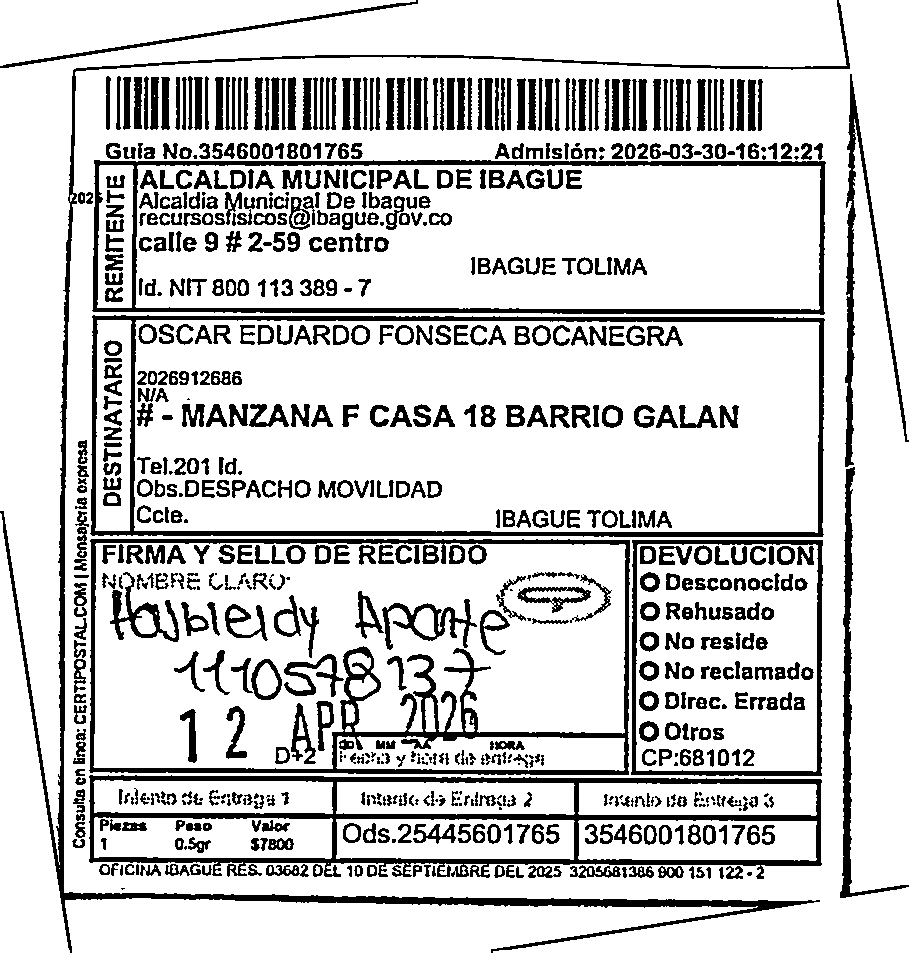 Guía No.3546001801765 Admisión: 2026-03-30-16:12:21
REMITENTE
ALCALDIA MUNICIPAL DE IBAGUE
Alcaldia Municipal De Ibague
recursosfisicos@ibague.gov.co
calle 9 # 2-59 centro
IBAGUE TOLIMA
Id. NIT 800 113 389 - 7
DESTINATARIO
OSCAR EDUARDO FONSECA BOCANEGRA
2026912686
N/A
# - MANZANA F CASA 18 BARRIO GALAN
Tel.201 Id.
Obs.DESPACHO MOVILIDAD
Ccte.
IBAGUE TOLIMA
FIRMA Y SELLO DE RECIBIDO
NOMBRE CLARO:
Aponte
1110578137
12 APR 2026
D+2
DD MM AA HORA
Fecha y hora de entrega
DEVOLUCION
Desconocido
Rehusado
No reside
No reclamado
Direc. Errada
Otros
CP:681012
Intento de Entrega 1 Intento de Entrega 2 Intento de Entrega 3
Piezas Peso Valor
1 0.5gr $7800
Ods.25445601765 3546001801765
OFICINA IBAGUE RES. 03682 DEL 10 DE SEPTIEMBRE DEL 2025 3205681386 900 151 122 - 2
Consulta en línea: CERTIPOSTAL.COM | Mensajería expresa